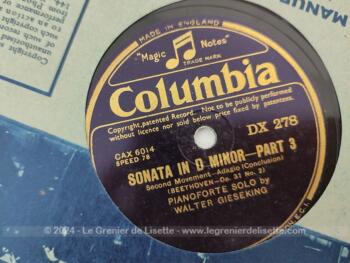 MADE IN ENGLAND
"Magic Notes"
TRADE MARK
Columbia
Copyright, patented Record. Not to be publicly performed
without licence nor sold below price fixed by patentees.
CAX 6014
SPEED 78
DX 278
SONATA IN D MINOR—PART 3
Second Movement—Adagio (Conclusion)
(BEETHOVEN—Op. 31 No. 2)
PIANOFORTE SOLO by
WALTER GIESEKING
MANU
Copyright
© 2024 - Le Grenier de Lisette - www.legrenierdelisette.com